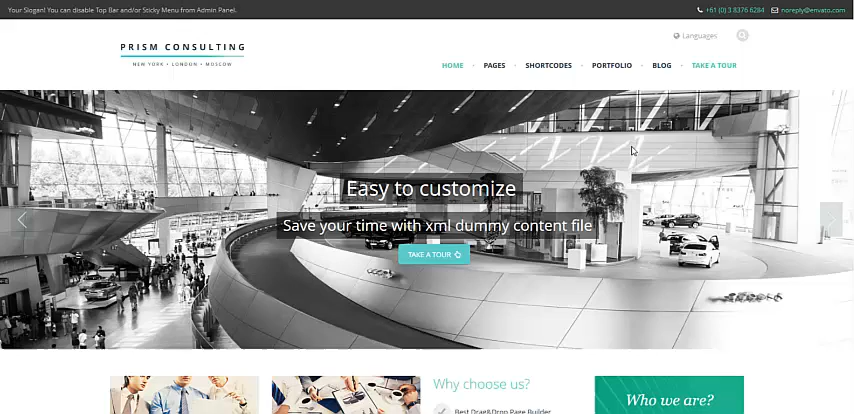 Your Slogan! You can disable Top Bar and/or Sticky Menu from Admin Panel.
+61 (0) 3 8376 6284
noreply@envato.com
Languages
PRISM CONSULTING
NEW YORK • LONDON • MOSCOW
HOME • PAGES • SHORTCODES • PORTFOLIO • BLOG • TAKE A TOUR
Easy to customize
Save your time with xml dummy content file
TAKE A TOUR
Why choose us?
Best Drag&Drop Page Builder
Who we are?